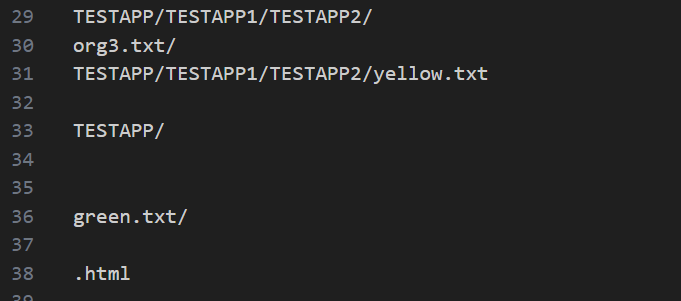 29 TESTAPP/TESTAPP1/TESTAPP2/
30 org3.txt/
31 TESTAPP/TESTAPP1/TESTAPP2/yellow.txt
32
33 TESTAPP/
34
35
36 green.txt/
37
38 .html
39